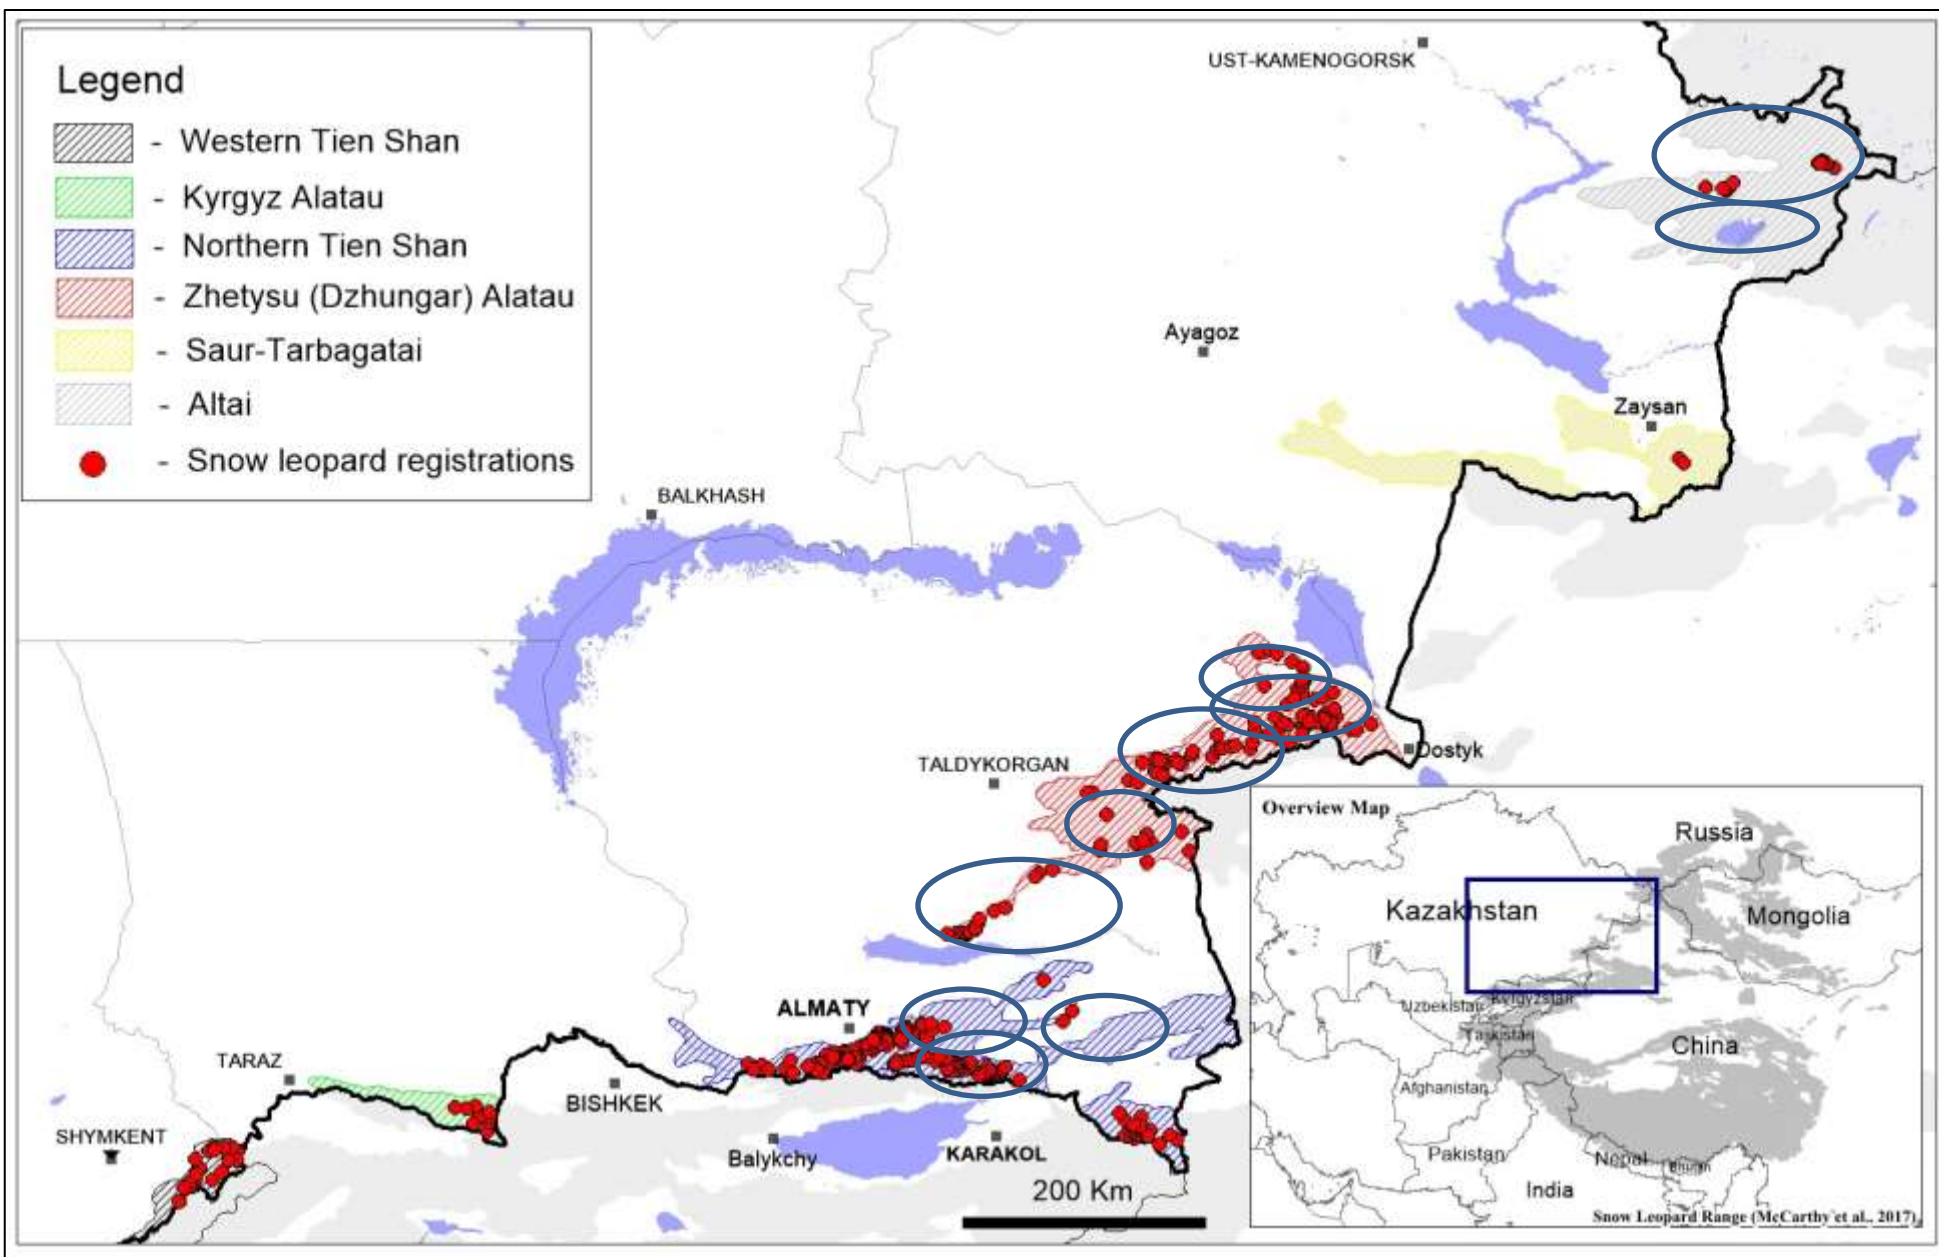 Legend
- Western Tien Shan
- Kyrgyz Alatau
- Northern Tien Shan
- Zhetysu (Dzhungar) Alatau
- Saur-Tarbagatai
- Altai
- Snow leopard registrations
UST-KAMENOGORSK
Ayagoz
Zaysan
BALKHASH
TALDYKORGAN
Dostyk
ALMATY
TARAZ
BISHKEK
SHYMKENT
Balykchy
KARAKOL
200 Km
Overview Map
Russia
Kazakhstan
Mongolia
Uzbekistan
Kyrgyzstan
Tajikistan
China
Afghanistan
Pakistan
Nepal
Bhutan
India
Snow Leopard Range (McCarthy et al., 2017)